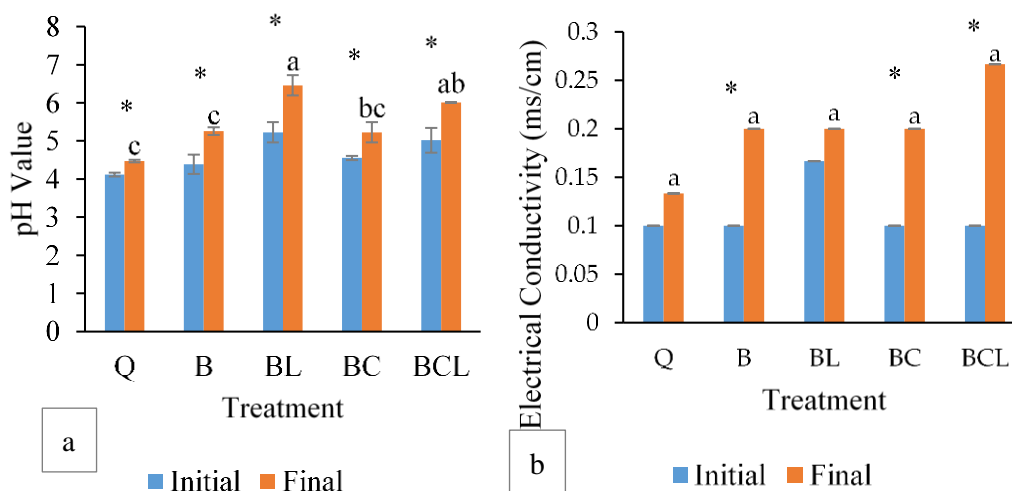 8
7
6
5
4
3
2
1
0
pH Value
* * * * *
c c a bc ab
Q B BL BC BCL
Treatment
a
Initial Final
0.3
0.25
0.2
0.15
0.1
0.05
0
Electrical Conductivity (ms/cm)
* * *
a a a a a
Q B BL BC BCL
Treatment
b
Initial Final